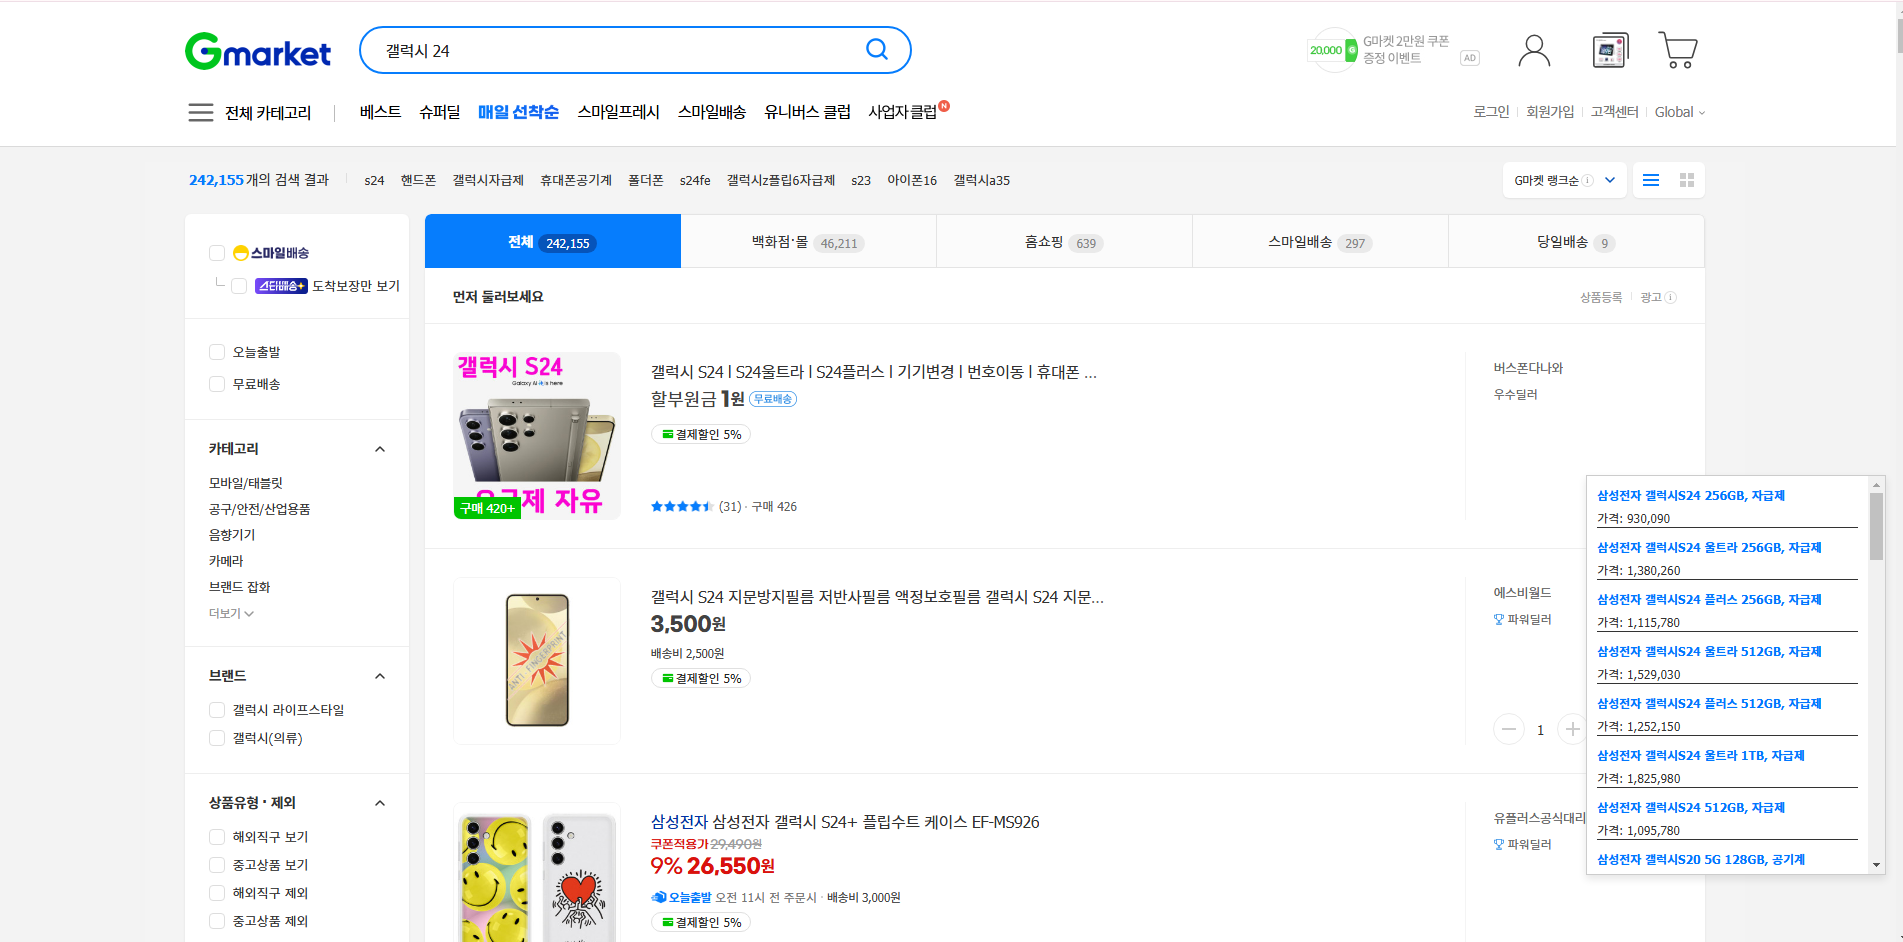 Gmarket
갤럭시 24
20,000
G마켓 2만원 쿠폰
증정 이벤트
AD
전체 카테고리
베스트 슈퍼딜 매일 선착순 스마일프레시 스마일배송 유니버스 클럽 사업자클럽 N
로그인 회원가입 고객센터 Global
242,155개의 검색 결과
s24 핸드폰 갤럭시자급제 휴대폰공기계 폴더폰 s24fe 갤럭시z플립6자급제 s23 아이폰16 갤럭시a35
G마켓 랭크순
스마일배송
스타배송+ 도착보장만 보기
오늘출발
무료배송
카테고리
모바일/태블릿
공구/안전/산업용품
음향기기
카메라
브랜드 잡화
더보기
브랜드
갤럭시 라이프스타일
갤럭시(의류)
상품유형 · 제외
해외직구 보기
중고상품 보기
해외직구 제외
중고상품 제외
전체 242,155
백화점·몰 46,211
홈쇼핑 639
스마일배송 297
당일배송 9
먼저 둘러보세요
상품등록 광고
갤럭시 S24
Galaxy AI is here
제 자유
구매 420+
갤럭시 S24 l S24울트라 l S24플러스 l 기기변경 l 번호이동 l 휴대폰 ...
할부원금 1원 무료배송
결제할인 5%
(31) · 구매 426
버스폰다나와
우수딜러
ANTI FINGERPRINT
갤럭시 S24 지문방지필름 저반사필름 액정보호필름 갤럭시 S24 지문...
3,500원
배송비 2,500원
결제할인 5%
에스비월드
파워딜러
1
삼성전자 삼성전자 갤럭시 S24+ 플립수트 케이스 EF-MS926
쿠폰적용가 29,490원
9% 26,550원
오늘출발 오전 11시 전 주문시 · 배송비 3,000원
결제할인 5%
유플러스공식대리
파워딜러
삼성전자 갤럭시S24 256GB, 자급제
가격: 930,090
삼성전자 갤럭시S24 울트라 256GB, 자급제
가격: 1,380,260
삼성전자 갤럭시S24 플러스 256GB, 자급제
가격: 1,115,780
삼성전자 갤럭시S24 울트라 512GB, 자급제
가격: 1,529,030
삼성전자 갤럭시S24 플러스 512GB, 자급제
가격: 1,252,150
삼성전자 갤럭시S24 울트라 1TB, 자급제
가격: 1,825,980
삼성전자 갤럭시S24 512GB, 자급제
가격: 1,095,780
삼성전자 갤럭시S20 5G 128GB, 공기계